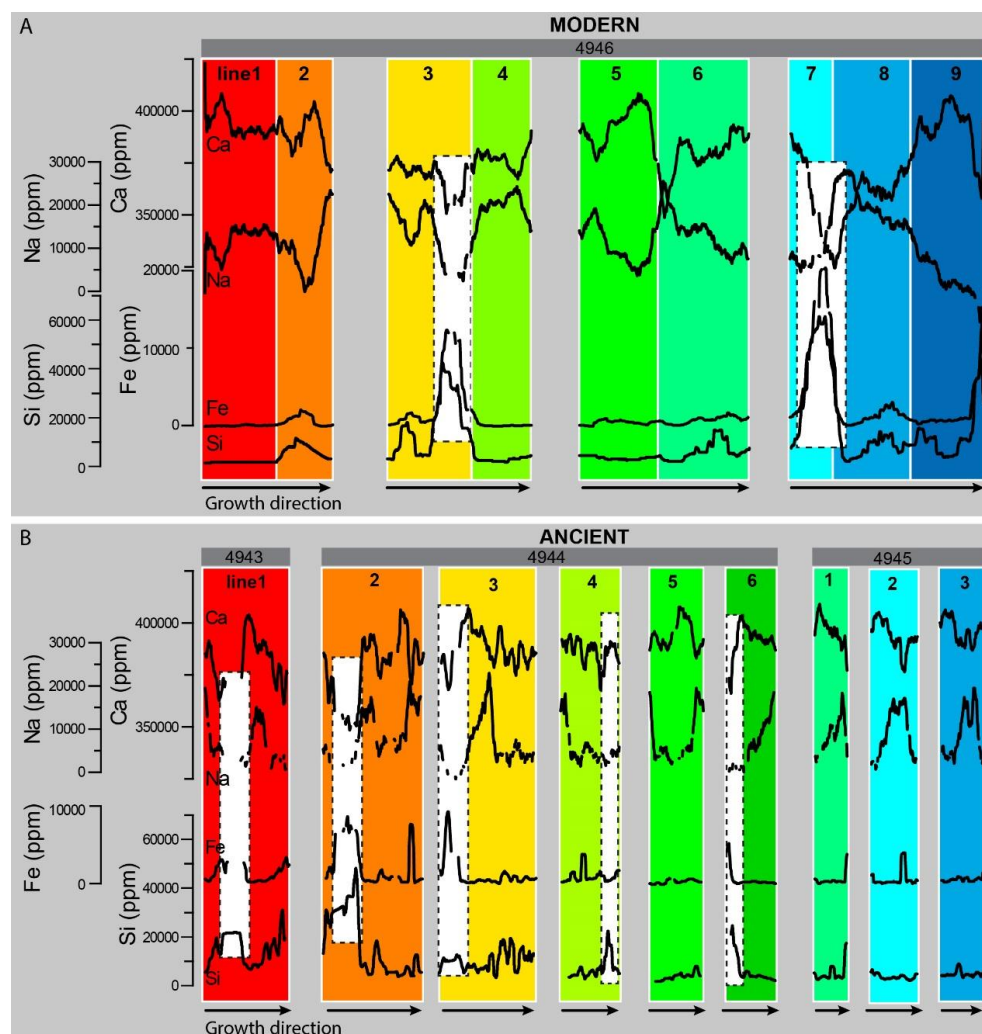 A
MODERN
4946
line1 2 3 4 5 6 7 8 9
Ca
Na
Fe
Si
Ca (ppm)
400000
350000
Na (ppm)
30000
20000
10000
0
Fe (ppm)
20000
10000
0
Si (ppm)
60000
40000
20000
0
Growth direction
B
ANCIENT
4943 4944 4945
line1 2 3 4 5 6 1 2 3
Ca
Na
Fe
Si
Ca (ppm)
400000
350000
Na (ppm)
30000
20000
10000
0
Fe (ppm)
10000
0
Si (ppm)
60000
40000
20000
0
Growth direction